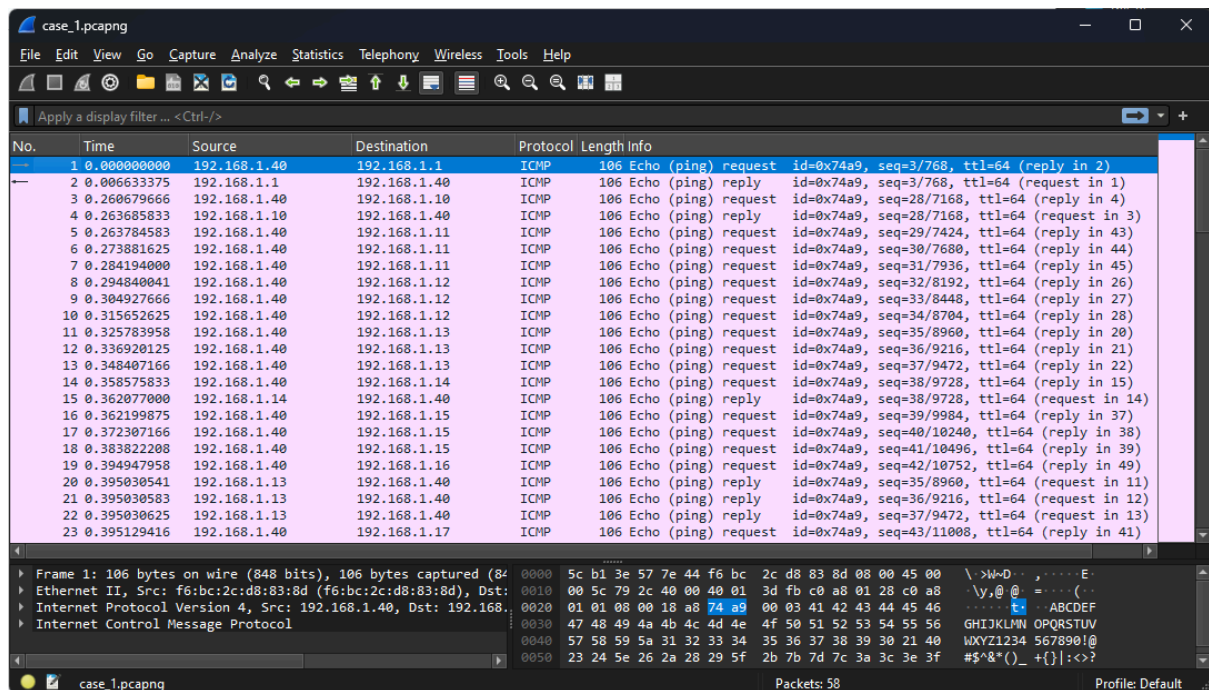 case_1.pcapng
File Edit View Go Capture Analyze Statistics Telephony Wireless Tools Help
Apply a display filter ... <Ctrl-/>
No. Time Source Destination Protocol Length Info
1 0.000000000 192.168.1.40 192.168.1.1 ICMP 106 Echo (ping) request id=0x74a9, seq=3/768, ttl=64 (reply in 2)
2 0.006633375 192.168.1.1 192.168.1.40 ICMP 106 Echo (ping) reply id=0x74a9, seq=3/768, ttl=64 (request in 1)
3 0.260679666 192.168.1.40 192.168.1.10 ICMP 106 Echo (ping) request id=0x74a9, seq=28/7168, ttl=64 (reply in 4)
4 0.263685833 192.168.1.10 192.168.1.40 ICMP 106 Echo (ping) reply id=0x74a9, seq=28/7168, ttl=64 (request in 3)
5 0.263784583 192.168.1.40 192.168.1.11 ICMP 106 Echo (ping) request id=0x74a9, seq=29/7424, ttl=64 (reply in 43)
6 0.273881625 192.168.1.40 192.168.1.11 ICMP 106 Echo (ping) request id=0x74a9, seq=30/7680, ttl=64 (reply in 44)
7 0.284194000 192.168.1.40 192.168.1.11 ICMP 106 Echo (ping) request id=0x74a9, seq=31/7936, ttl=64 (reply in 45)
8 0.294840041 192.168.1.40 192.168.1.12 ICMP 106 Echo (ping) request id=0x74a9, seq=32/8192, ttl=64 (reply in 26)
9 0.304927666 192.168.1.40 192.168.1.12 ICMP 106 Echo (ping) request id=0x74a9, seq=33/8448, ttl=64 (reply in 27)
10 0.315652625 192.168.1.40 192.168.1.12 ICMP 106 Echo (ping) request id=0x74a9, seq=34/8704, ttl=64 (reply in 28)
11 0.325783958 192.168.1.40 192.168.1.13 ICMP 106 Echo (ping) request id=0x74a9, seq=35/8960, ttl=64 (reply in 20)
12 0.336920125 192.168.1.40 192.168.1.13 ICMP 106 Echo (ping) request id=0x74a9, seq=36/9216, ttl=64 (reply in 21)
13 0.348407166 192.168.1.40 192.168.1.13 ICMP 106 Echo (ping) request id=0x74a9, seq=37/9472, ttl=64 (reply in 22)
14 0.358575833 192.168.1.40 192.168.1.14 ICMP 106 Echo (ping) request id=0x74a9, seq=38/9728, ttl=64 (reply in 15)
15 0.362077000 192.168.1.14 192.168.1.40 ICMP 106 Echo (ping) reply id=0x74a9, seq=38/9728, ttl=64 (request in 14)
16 0.362199875 192.168.1.40 192.168.1.15 ICMP 106 Echo (ping) request id=0x74a9, seq=39/9984, ttl=64 (reply in 37)
17 0.372307166 192.168.1.40 192.168.1.15 ICMP 106 Echo (ping) request id=0x74a9, seq=40/10240, ttl=64 (reply in 38)
18 0.383822208 192.168.1.40 192.168.1.15 ICMP 106 Echo (ping) request id=0x74a9, seq=41/10496, ttl=64 (reply in 39)
19 0.394947958 192.168.1.40 192.168.1.16 ICMP 106 Echo (ping) request id=0x74a9, seq=42/10752, ttl=64 (reply in 49)
20 0.395030541 192.168.1.13 192.168.1.40 ICMP 106 Echo (ping) reply id=0x74a9, seq=35/8960, ttl=64 (request in 11)
21 0.395030583 192.168.1.13 192.168.1.40 ICMP 106 Echo (ping) reply id=0x74a9, seq=36/9216, ttl=64 (request in 12)
22 0.395030625 192.168.1.13 192.168.1.40 ICMP 106 Echo (ping) reply id=0x74a9, seq=37/9472, ttl=64 (request in 13)
23 0.395129416 192.168.1.40 192.168.1.17 ICMP 106 Echo (ping) request id=0x74a9, seq=43/11008, ttl=64 (reply in 41)
Frame 1: 106 bytes on wire (848 bits), 106 bytes captured (84
Ethernet II, Src: f6:bc:2c:d8:83:8d (f6:bc:2c:d8:83:8d), Dst:
Internet Protocol Version 4, Src: 192.168.1.40, Dst: 192.168.
Internet Control Message Protocol
0000 5c b1 3e 57 7e 44 f6 bc 2c d8 83 8d 08 00 45 00 \·>W~D·· ,·····E·
0010 00 5c 79 2c 40 00 40 01 3d fb c0 a8 01 28 c0 a8 ·\y,@·@· =····(··
0020 01 01 08 00 18 a8 74 a9 00 03 41 42 43 44 45 46 ······t· ··ABCDEF
0030 47 48 49 4a 4b 4c 4d 4e 4f 50 51 52 53 54 55 56 GHIJKLMN OPQRSTUV
0040 57 58 59 5a 31 32 33 34 35 36 37 38 39 30 21 40 WXYZ1234 567890!@
0050 23 24 5e 26 2a 28 29 5f 2b 7b 7d 7c 3a 3c 3e 3f #$^&*()_ +{}|:<>?
case_1.pcapng Packets: 58 Profile: Default